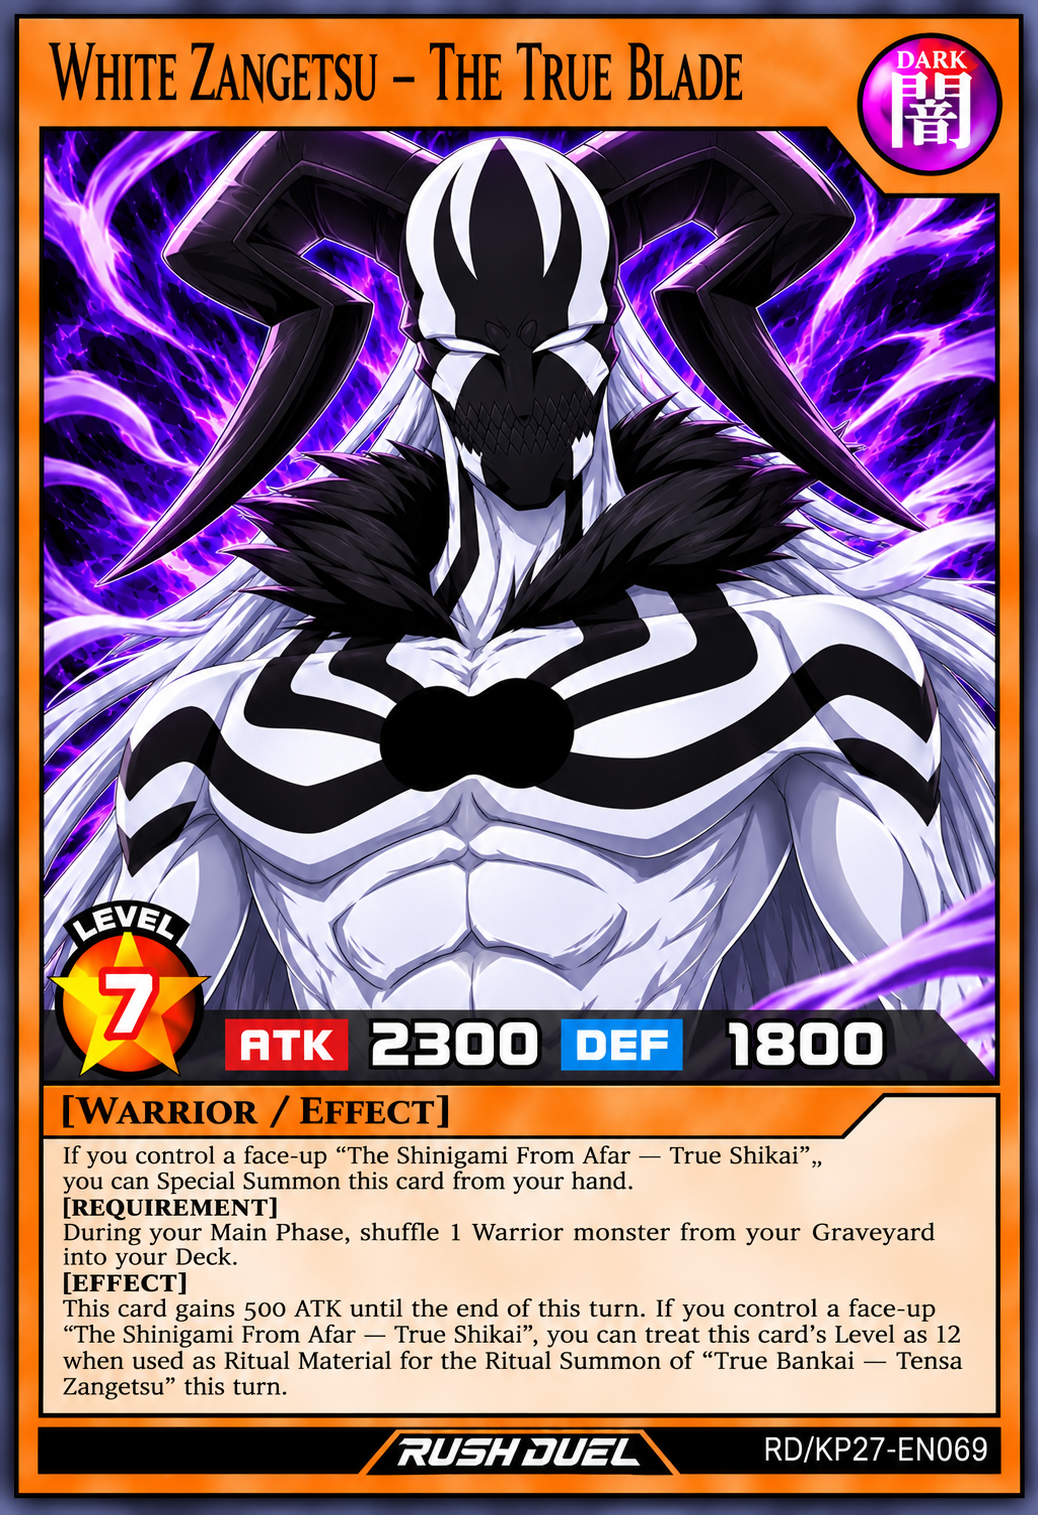 White Zangetsu – The True Blade
DARK
闇
LEVEL
7
ATK 2300 DEF 1800
[Warrior / Effect]
If you control a face-up “The Shinigami From Afar — True Shikai”„
you can Special Summon this card from your hand.
[REQUIREMENT]
During your Main Phase, shuffle 1 Warrior monster from your Graveyard
into your Deck.
[EFFECT]
This card gains 500 ATK until the end of this turn. If you control a face-up
“The Shinigami From Afar — True Shikai”, you can treat this card’s Level as 12
when used as Ritual Material for the Ritual Summon of “True Bankai — Tensa
Zangetsu” this turn.
RUSH DUEL
RD/KP27-EN069